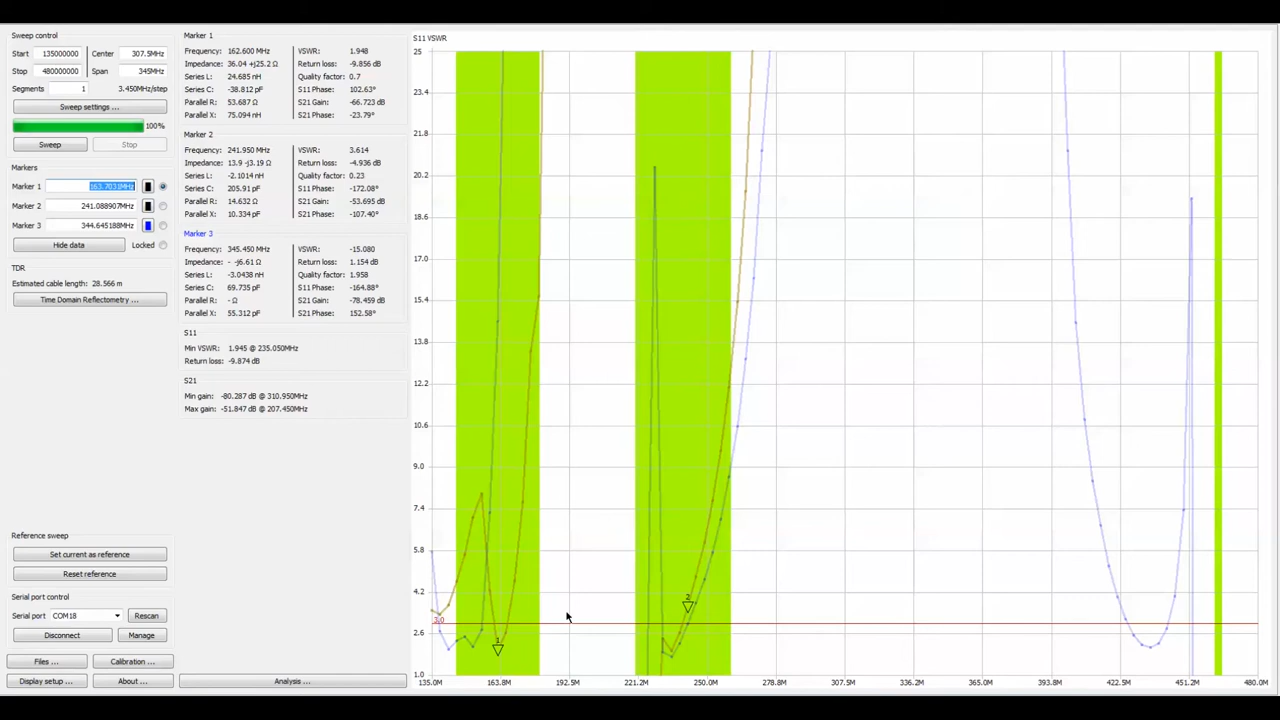 Sweep control
Start 135000000 Center 307.5MHz
Stop 480000000 Span 345MHz
Segments 1 3.450MHz/step
Sweep settings ...
100%
Sweep Stop
Markers
Marker 1 163.7031MHz
Marker 2 241.088907MHz
Marker 3 344.645188MHz
Hide data Locked
TDR
Estimated cable length: 28.566 m
Time Domain Reflectometry ...
Reference sweep
Set current as reference
Reset reference
Serial port control
Serial port COM18 Rescan
Disconnect Manage
Files ... Calibration ...
Display setup ... About ...
Marker 1
Frequency: 162.600 MHz VSWR: 1.948
Impedance: 36.04 +j25.2 Ω Return loss: -9.856 dB
Series L: 24.685 nH Quality factor: 0.7
Series C: -38.812 pF S11 Phase: 102.63°
Parallel R: 53.687 Ω S21 Gain: -66.723 dB
Parallel X: 75.094 nH S21 Phase: -23.79°
Marker 2
Frequency: 241.950 MHz VSWR: 3.614
Impedance: 13.9 -j3.19 Ω Return loss: -4.936 dB
Series L: -2.1014 nH Quality factor: 0.23
Series C: 205.91 pF S11 Phase: -172.08°
Parallel R: 14.632 Ω S21 Gain: -53.695 dB
Parallel X: 10.334 pF S21 Phase: -107.40°
Marker 3
Frequency: 345.450 MHz VSWR: -15.080
Impedance: - -j6.61 Ω Return loss: 1.154 dB
Series L: -3.0438 nH Quality factor: 1.958
Series C: 69.735 pF S11 Phase: -164.88°
Parallel R: - Ω S21 Gain: -78.459 dB
Parallel X: 55.312 pF S21 Phase: 152.58°
S11
Min VSWR: 1.945 @ 235.050MHz
Return loss: -9.874 dB
S21
Min gain: -80.287 dB @ 310.950MHz
Max gain: -51.847 dB @ 207.450MHz
Analysis ...
S11 VSWR
25
23.4
21.8
20.2
18.6
17.0
15.4
13.8
12.2
10.6
9.0
7.4
5.8
4.2
3.0
2.6
1.0
1
2
135.0M 163.8M 192.5M 221.2M 250.0M 278.8M 307.5M 336.2M 365.0M 393.8M 422.5M 451.2M 480.0M